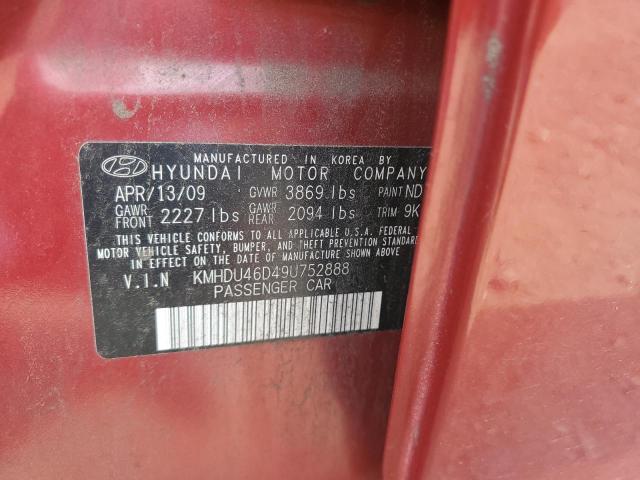 MANUFACTURED IN KOREA BY
HYUNDAI MOTOR COMPANY
APR/13/09 GVWR 3869 lbs PAINT ND
GAWR FRONT 2227 lbs GAWR REAR 2094 lbs TRIM 9K
THIS VEHICLE CONFORMS TO ALL APPLICABLE U.S.A. FEDERAL
MOTOR VEHICLE SAFETY, BUMPER, AND THEFT PREVENTION STANDARDS
IN EFFECT ON THE DATE OF MANUFACTURE SHOWN ABOVE
V.I.N KMHDU46D49U752888
PASSENGER CAR